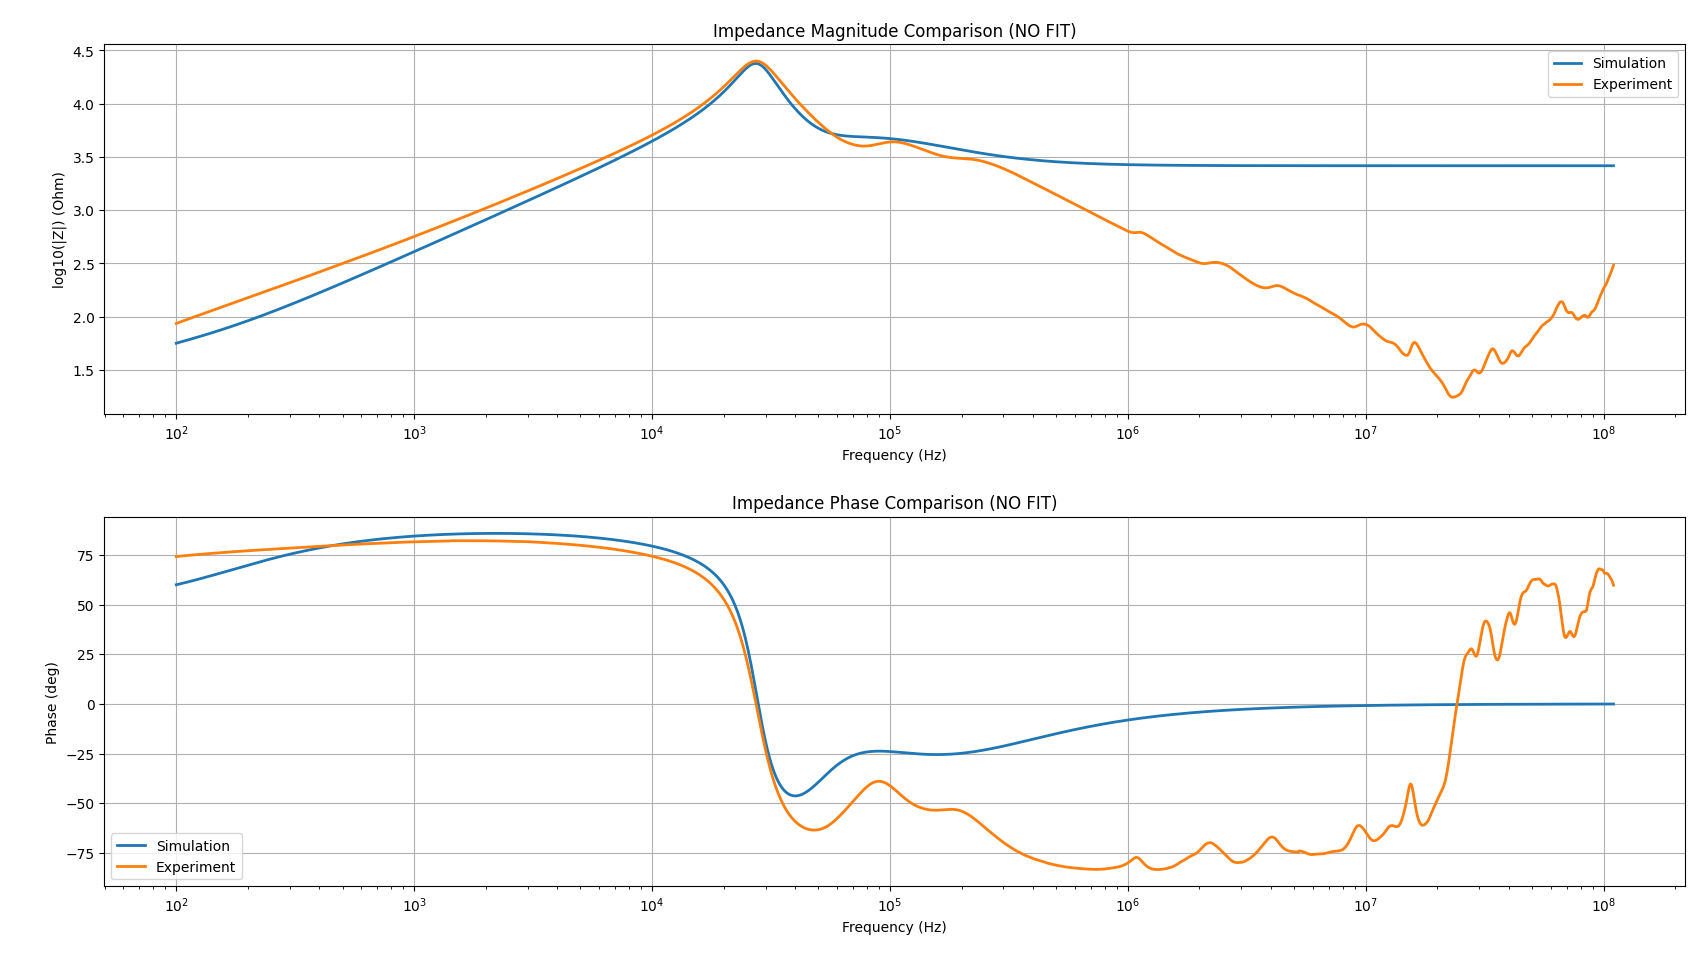 Impedance Magnitude Comparison (NO FIT)
log10(|Z|) (Ohm)
4.5
4.0
3.5
3.0
2.5
2.0
1.5
Simulation
Experiment
10² 10³ 10⁴ 10⁵ 10⁶ 10⁷ 10⁸
Frequency (Hz)
Impedance Phase Comparison (NO FIT)
Phase (deg)
75
50
25
0
−25
−50
−75
Simulation
Experiment
10² 10³ 10⁴ 10⁵ 10⁶ 10⁷ 10⁸
Frequency (Hz)